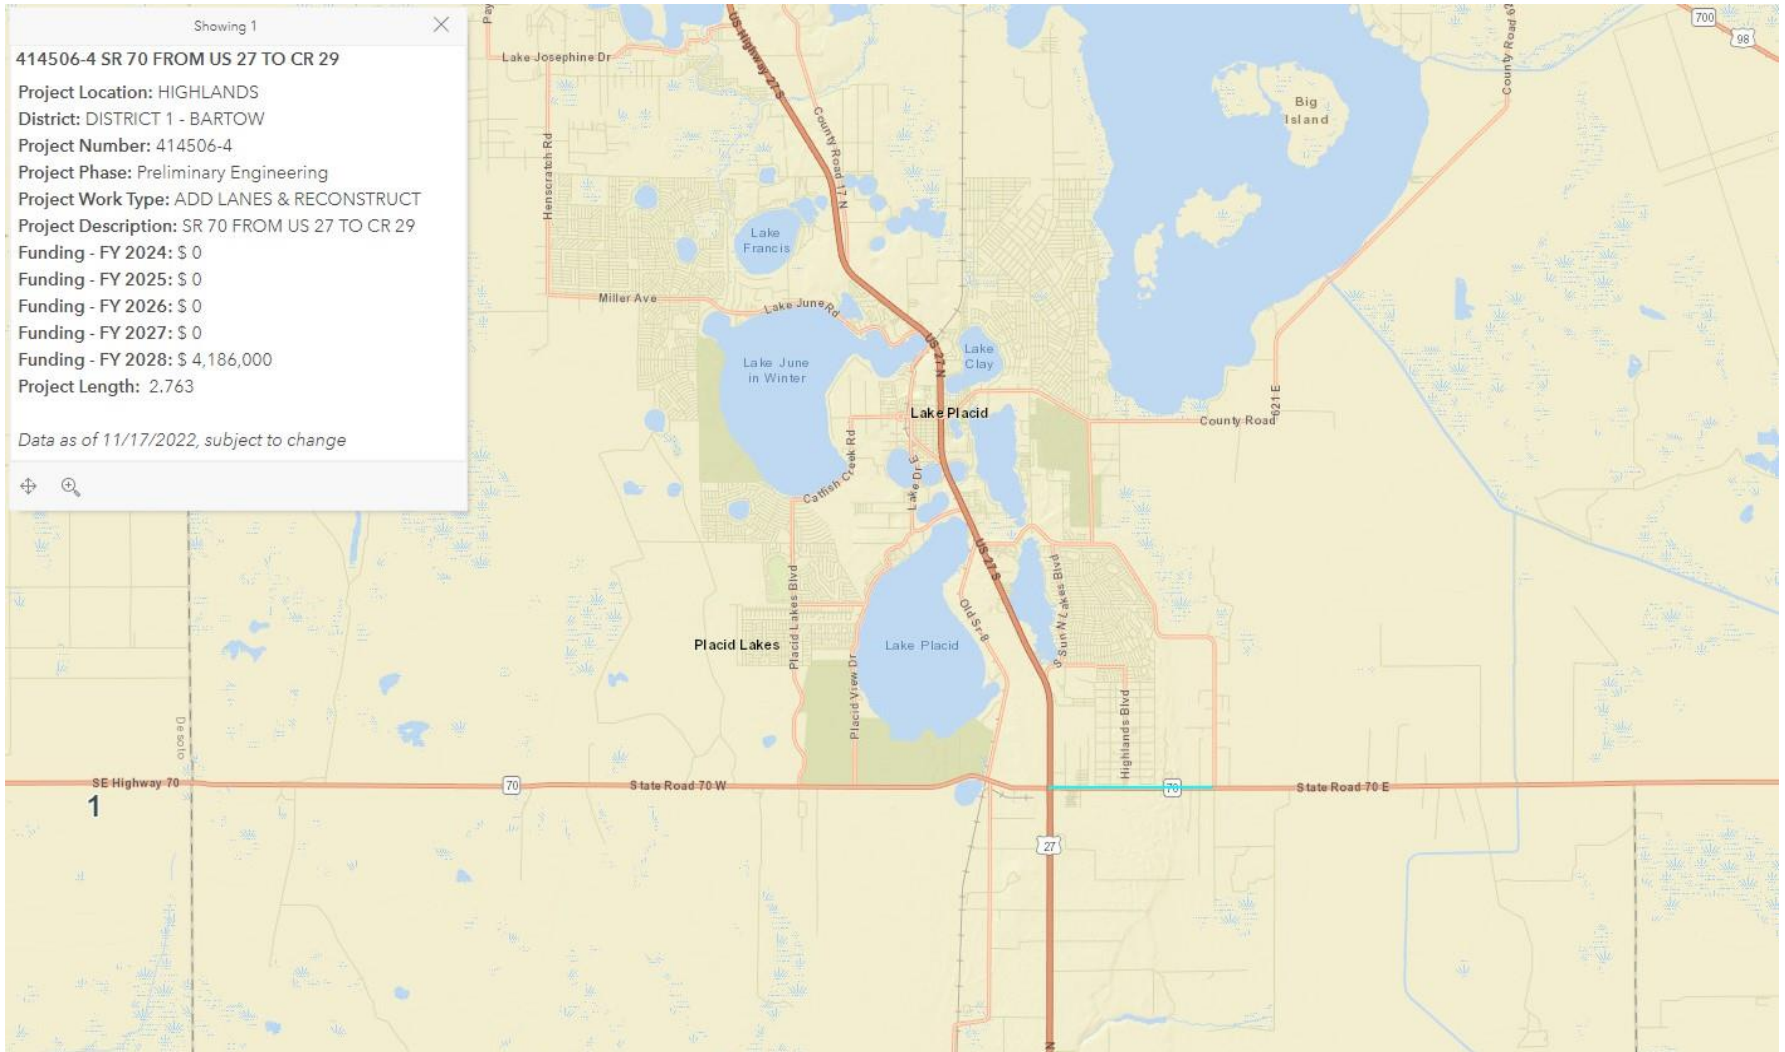 Showing 1
414506-4 SR 70 FROM US 27 TO CR 29
Project Location: HIGHLANDS
District: DISTRICT 1 - BARTOW
Project Number: 414506-4
Project Phase: Preliminary Engineering
Project Work Type: ADD LANES & RECONSTRUCT
Project Description: SR 70 FROM US 27 TO CR 29
Funding - FY 2024: $ 0
Funding - FY 2025: $ 0
Funding - FY 2026: $ 0
Funding - FY 2027: $ 0
Funding - FY 2028: $ 4,186,000
Project Length: 2.763
Data as of 11/17/2022, subject to change
Pay
US Highway 27 S
700
98
Lake Josephine Dr
County Road 62
Big
Island
County Road 17 N
Henscratch Rd
Lake
Francis
Miller Ave
Lake June Rd
US 27 N
Lake
Clay
Lake June
in Winter
Lake Placid
County Road
621 E
Catfish Creek Rd
Lake Dr E
US 27 S
S Sun N Lakes Blvd
Placid Lakes Blvd
Old Sr-8
Placid Lakes
Lake Placid
Placid View Dr
Highlands Blvd
De soto
SE Highway 70
70
State Road 70 W
70
State Road 70 E
1
27
N